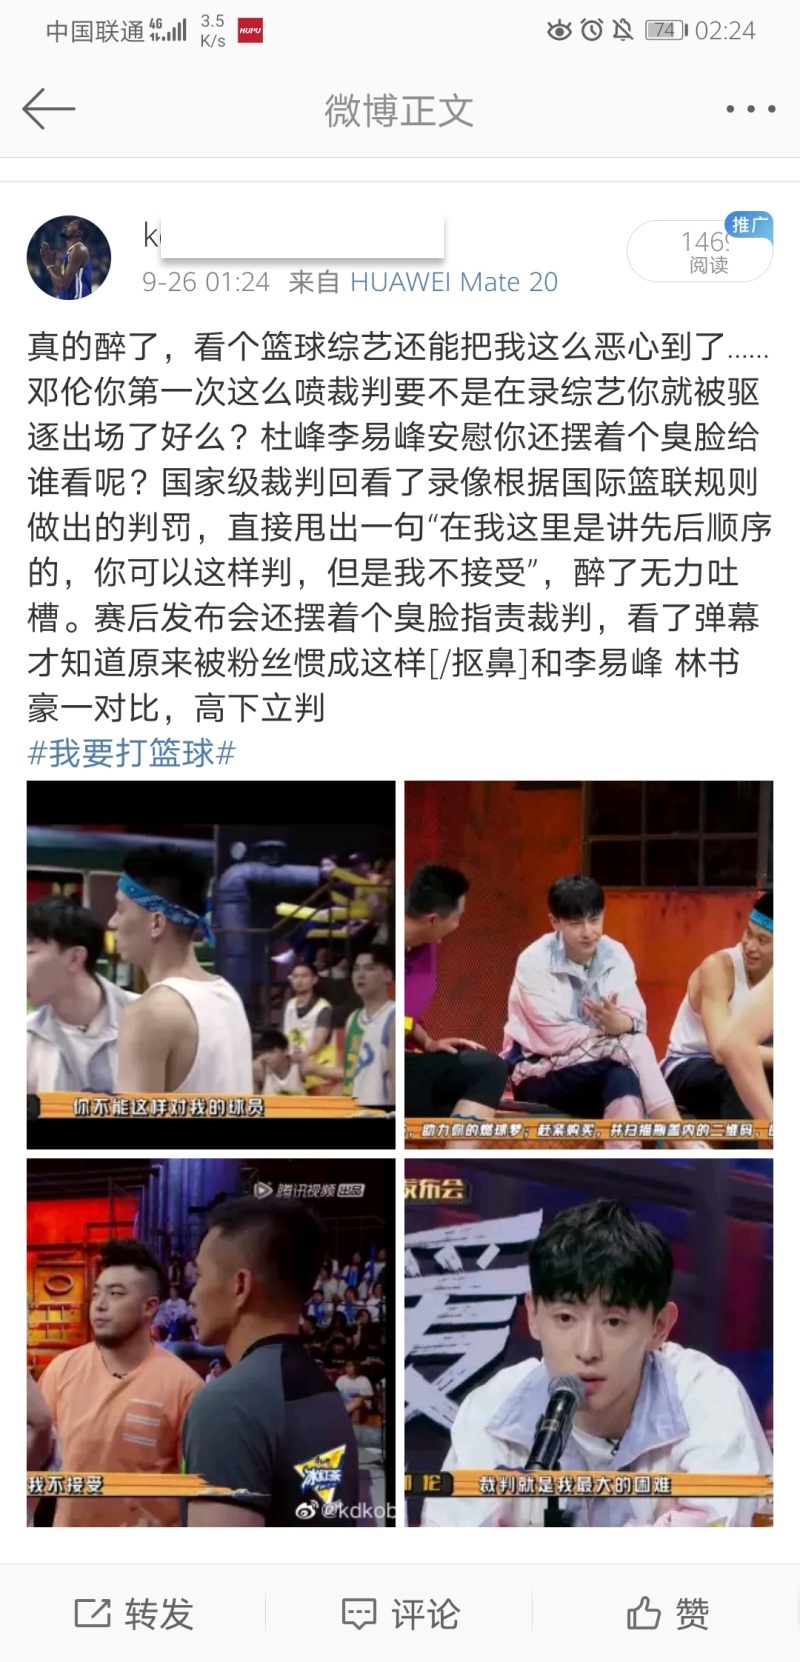 中国联通 4G 3.5 K/s HUPU 74 02:24
微博正文
推广
9-26 01:24 来自 HUAWEI Mate 20
阅读
真的醉了，看个篮球综艺还能把我这么恶心到了……
邓伦你第一次这么喷裁判要不是在录综艺你就被驱
逐出场了好么？杜峰李易峰安慰你还摆着个臭脸给
谁看呢？国家级裁判回看了录像根据国际篮联规则
做出的判罚，直接甩出一句“在我这里是讲先后顺序
的，你可以这样判，但是我不接受”，醉了无力吐
槽。赛后发布会还摆着个臭脸指责裁判，看了弹幕
才知道原来被粉丝惯成这样[/抠鼻]和李易峰 林书
豪一对比，高下立判
#我要打篮球#
你不能这样对我的球员
助力你的燃球梦；赶紧购买，并扫描瓶盖内的二维码，
腾讯视频 出品
冰红茶
我不接受
@kdkob
发布会
伦 裁判就是我最大的困难
转发 评论 赞